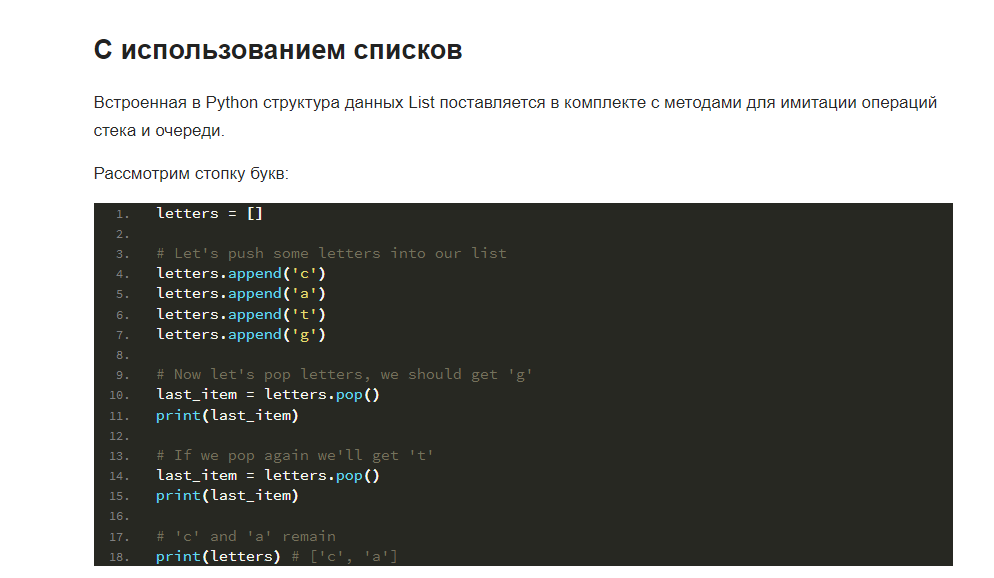 С использованием списков
Встроенная в Python структура данных List поставляется в комплекте с методами для имитации операций
стека и очереди.
Рассмотрим стопку букв:
1. letters = []
2.
3. # Let's push some letters into our list
4. letters.append('c')
5. letters.append('a')
6. letters.append('t')
7. letters.append('g')
8.
9. # Now let's pop letters, we should get 'g'
10. last_item = letters.pop()
11. print(last_item)
12.
13. # If we pop again we'll get 't'
14. last_item = letters.pop()
15. print(last_item)
16.
17. # 'c' and 'a' remain
18. print(letters) # ['c', 'a']